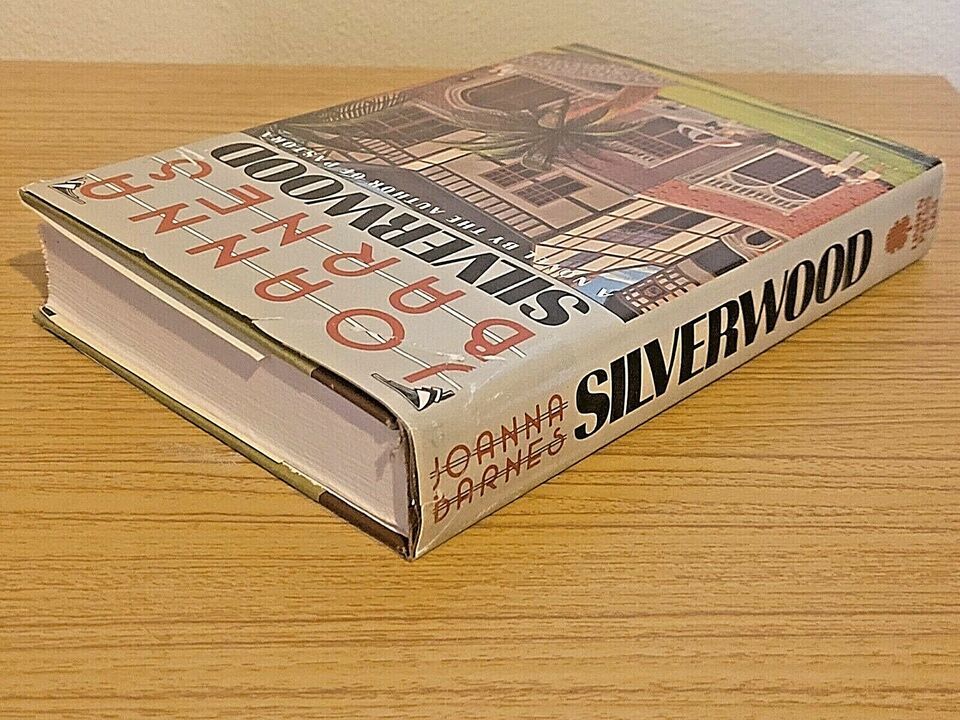 JOANNA
BARNES
SILVERWOOD
A NOVEL BY THE AUTHOR OF PASTORA
JOANNA
BARNES
SILVERWOOD